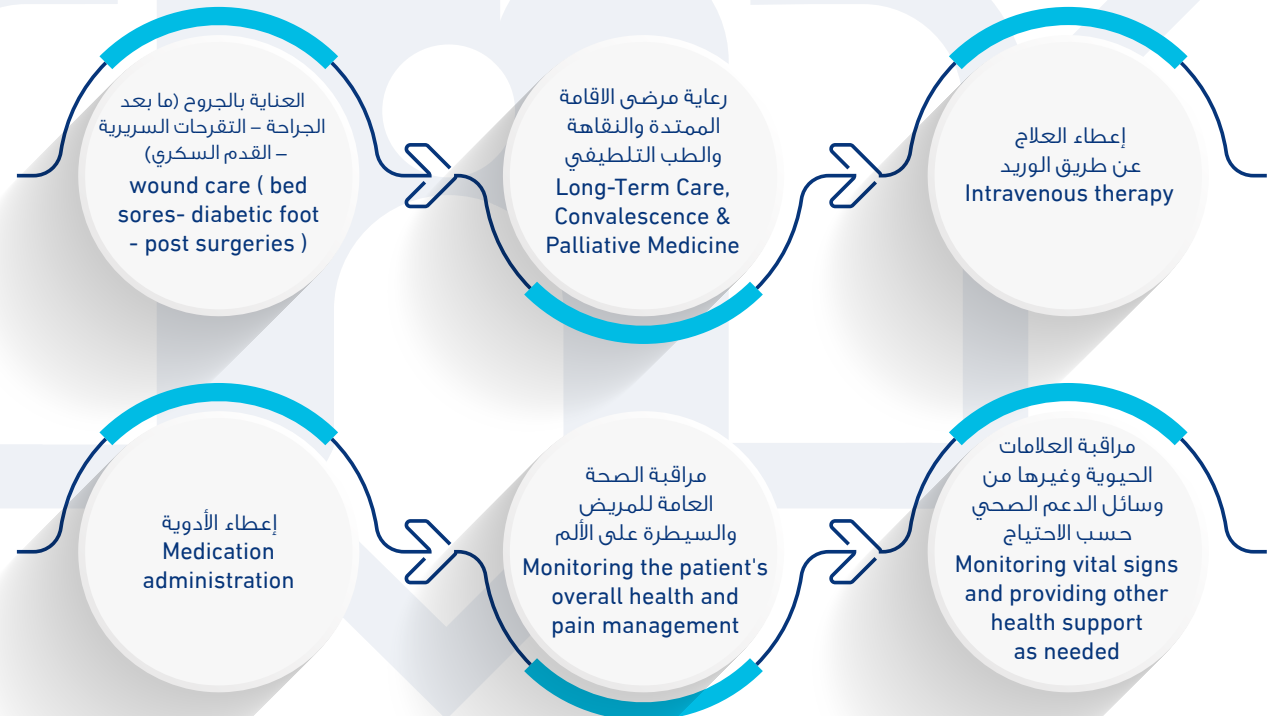 العناية بالجروح (ما بعد
الجراحة – التقرحات السريرية
– القدم السكري)
wound care ( bed
sores- diabetic foot
- post surgeries )
رعاية مرضى الاقامة
الممتدة والنقاهة
والطب التلطيفي
Long-Term Care,
Convalescence &
Palliative Medicine
إعطاء العلاج
عن طريق الوريد
Intravenous therapy
إعطاء الأدوية
Medication
administration
مراقبة الصحة
العامة للمريض
والسيطرة على الألم
Monitoring the patient's
overall health and
pain management
مراقبة العلامات
الحيوية وغيرها من
وسائل الدعم الصحي
حسب الاحتياج
Monitoring vital signs
and providing other
health support
as needed